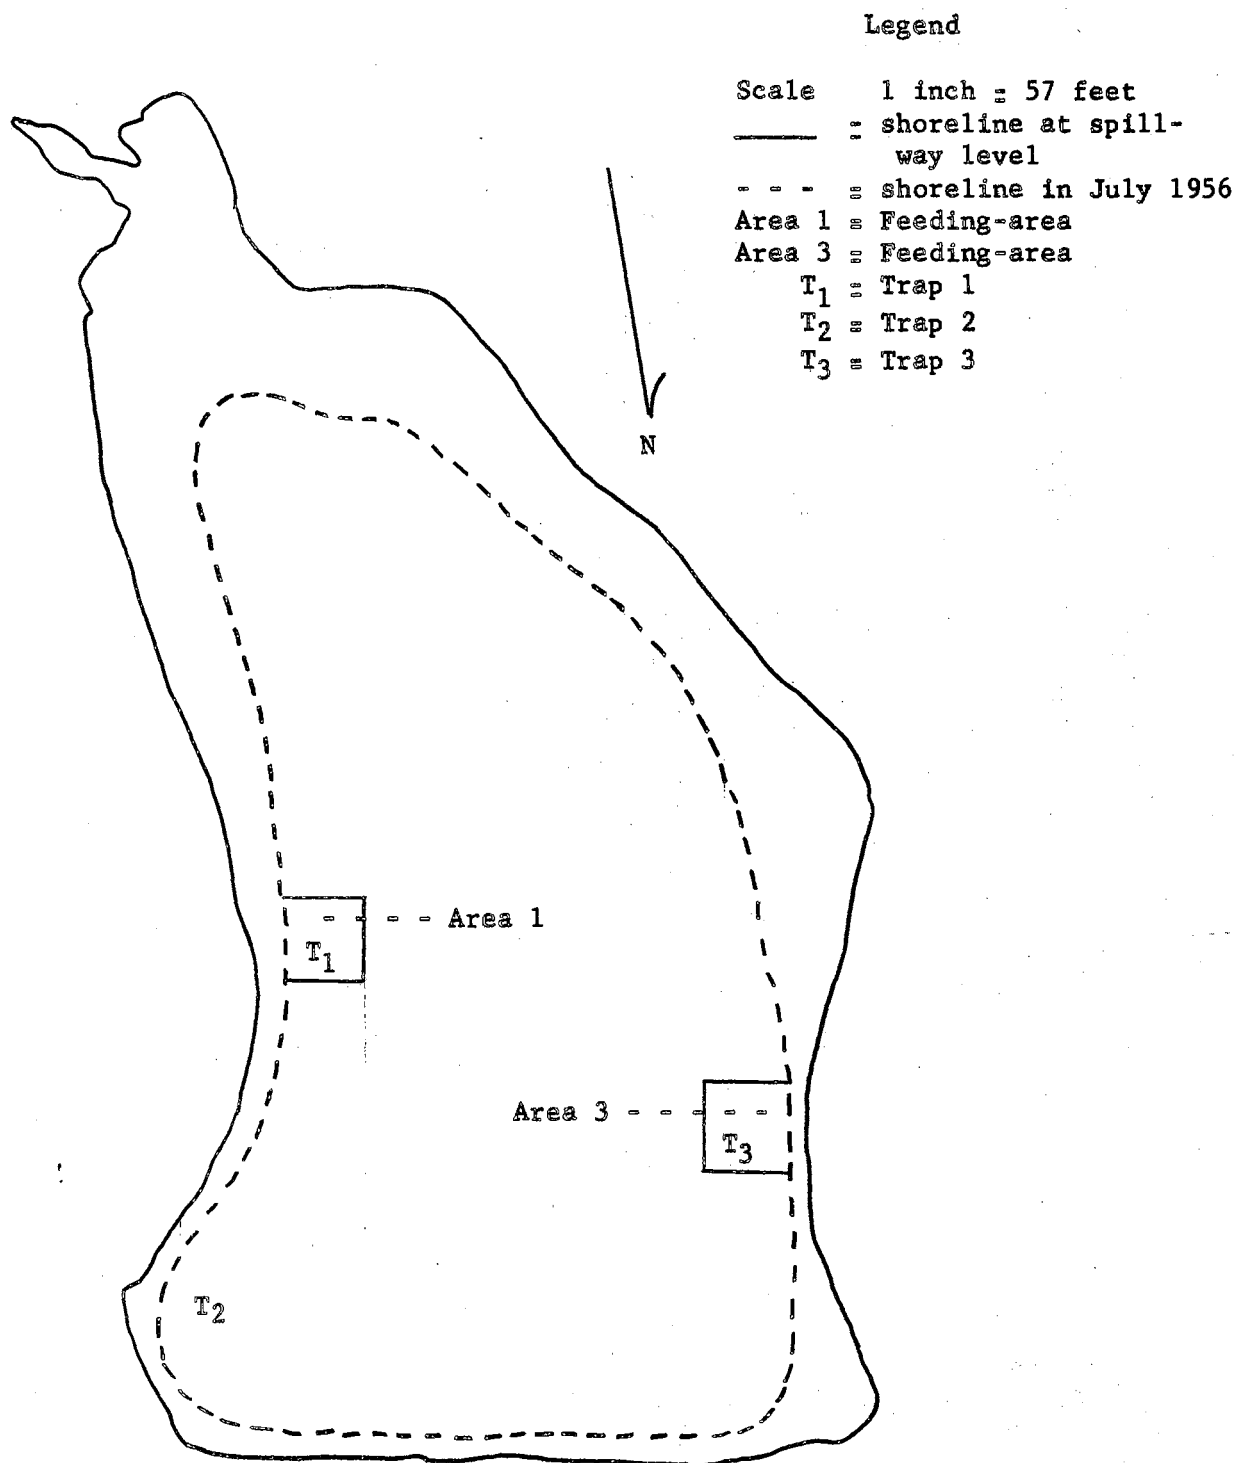 Legend
Scale 1 inch = 57 feet
= shoreline at spill-
way level
- - - = shoreline in July 1956
Area 1 = Feeding-area
Area 3 = Feeding-area
T1 = Trap 1
T2 = Trap 2
T3 = Trap 3
N
Area 1
T1
Area 3
T3
T2